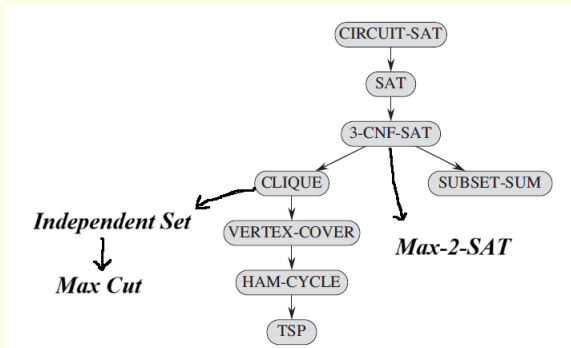 CIRCUIT-SAT
SAT
3-CNF-SAT
CLIQUE
SUBSET-SUM
Independent Set
VERTEX-COVER
Max-2-SAT
Max Cut
HAM-CYCLE
TSP